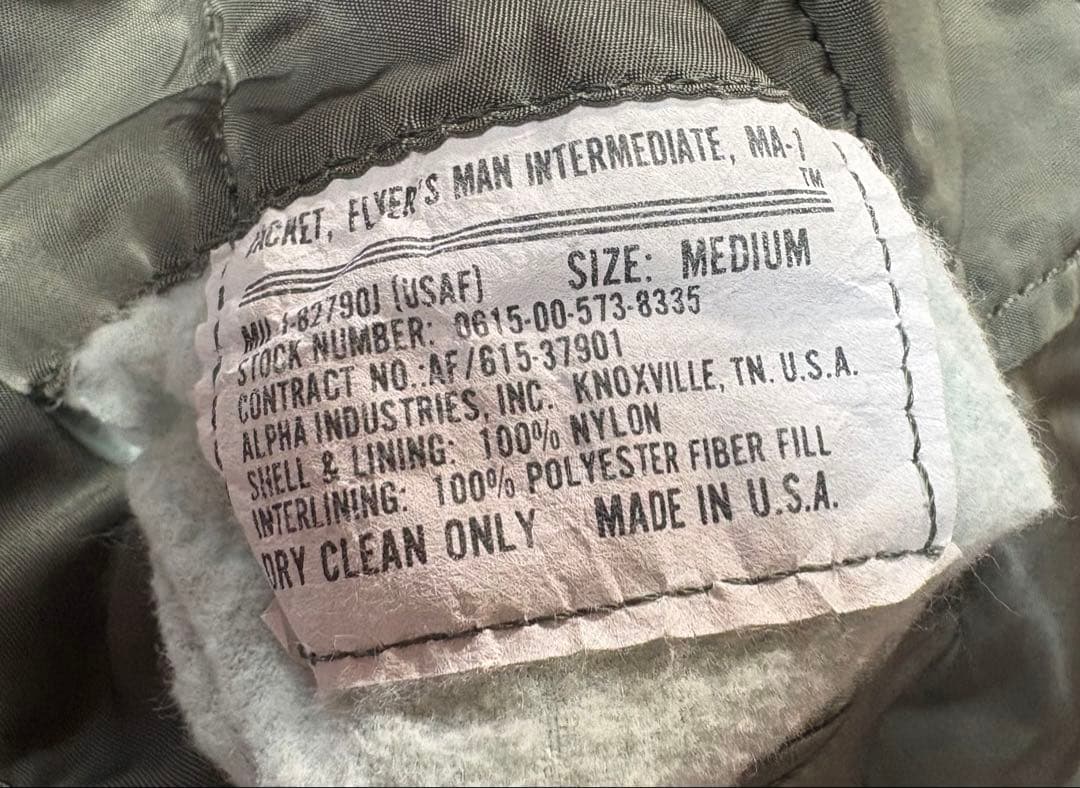 JACKET, FLYER'S MAN INTERMEDIATE, MA-1
TM
MIL-J-82790J (USAF) SIZE: MEDIUM
STOCK NUMBER: 0615-00-573-8335
CONTRACT NO.:AF/615-37901
ALPHA INDUSTRIES, INC. KNOXVILLE, TN. U.S.A.
SHELL & LINING: 100% NYLON
INTERLINING: 100% POLYESTER FIBER FILL
DRY CLEAN ONLY MADE IN U.S.A.